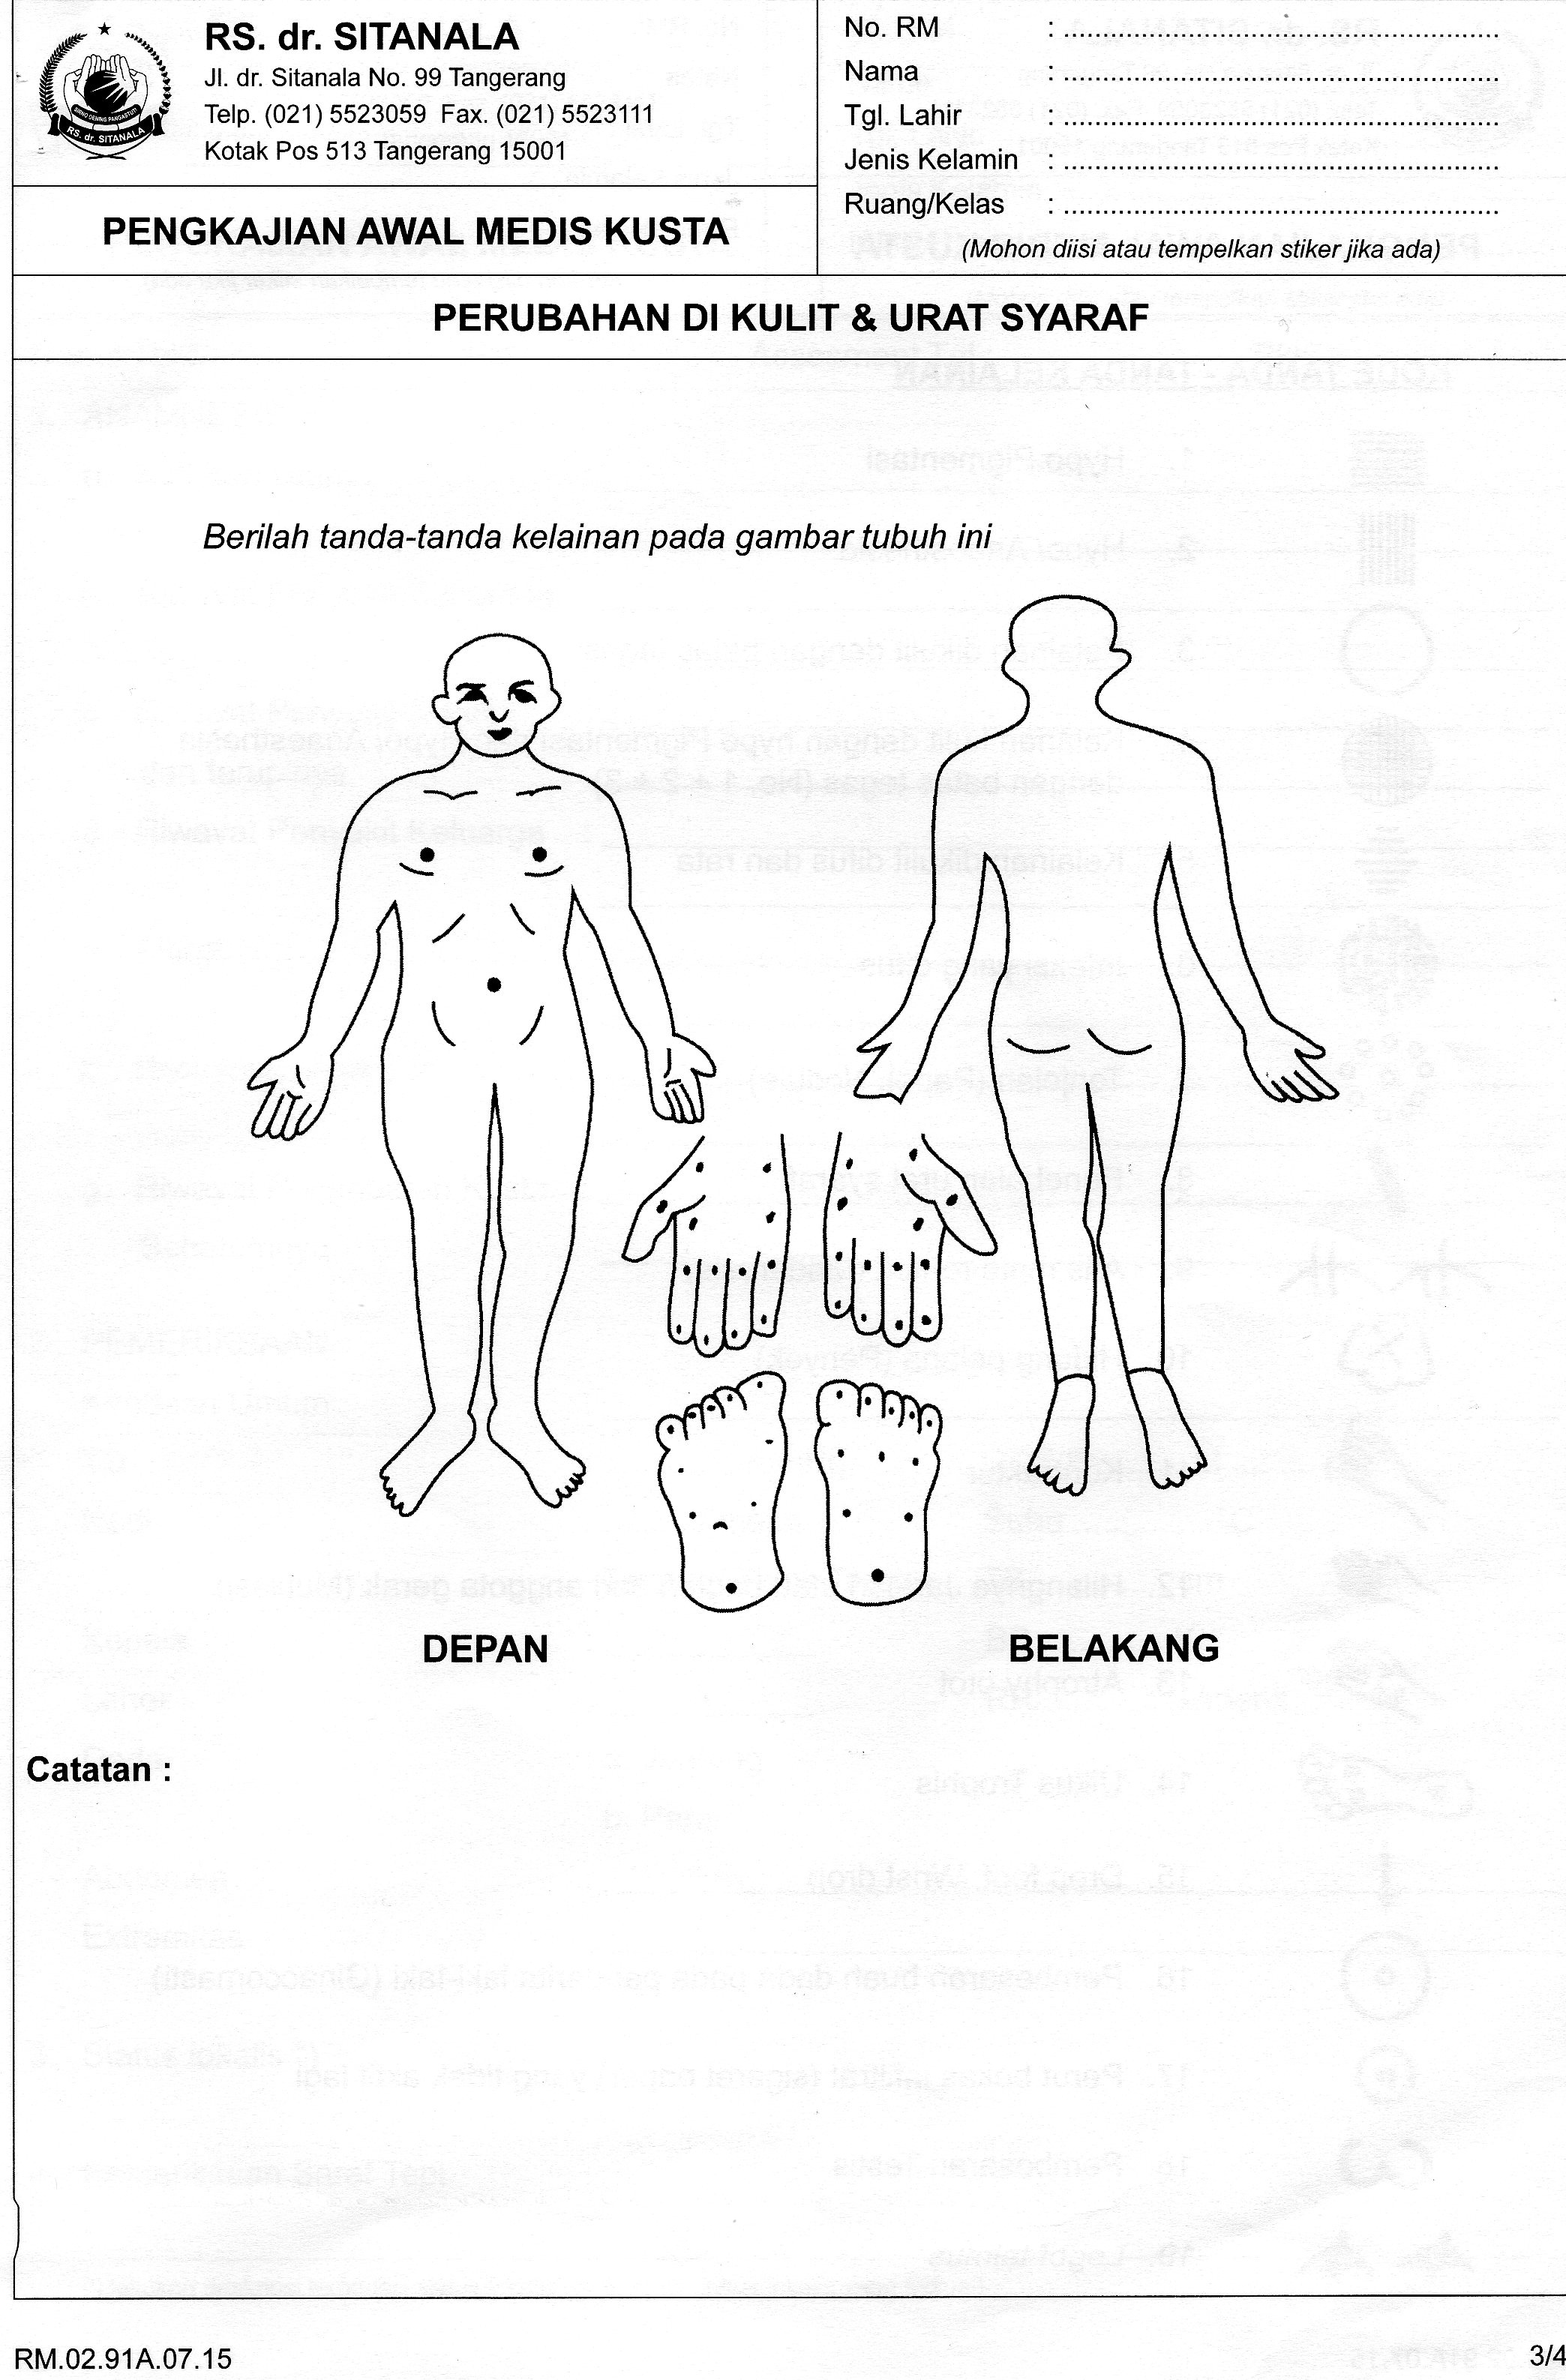 RS. dr. SITANALA
Jl. dr. Sitanala No. 99 Tangerang
Telp. (021) 5523059 Fax. (021) 5523111
Kotak Pos 513 Tangerang 15001
RS. dr. SITANALA
PENGKAJIAN AWAL MEDIS KUSTA
No. RM : ........................................................
Nama : ........................................................
Tgl. Lahir : ........................................................
Jenis Kelamin : ........................................................
Ruang/Kelas : ........................................................
(Mohon diisi atau tempelkan stiker jika ada)
PERUBAHAN DI KULIT & URAT SYARAF
Berilah tanda-tanda kelainan pada gambar tubuh ini
DEPAN
BELAKANG
Catatan :
RM.02.91A.07.15
3/4